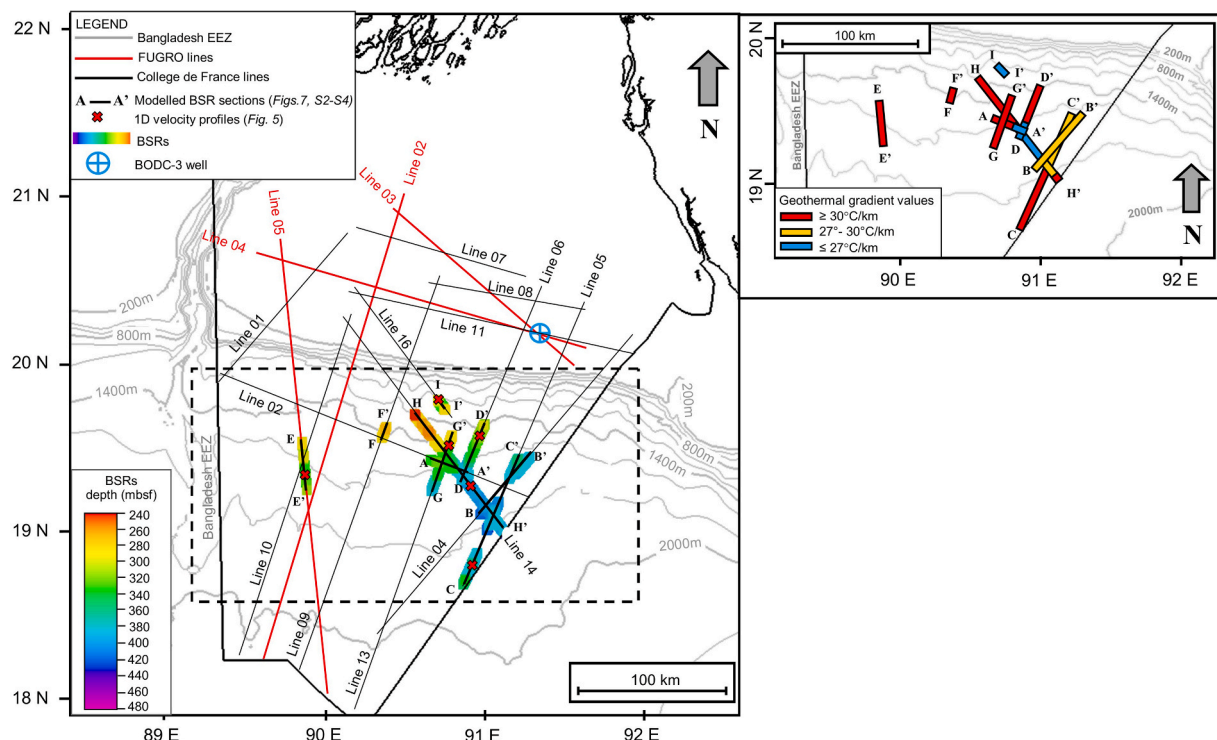 22 N
21 N
20 N
19 N
18 N
LEGEND
Bangladesh EEZ
FUGRO lines
College de France lines
A A' Modelled BSR sections (Figs.7, S2-S4)
1D velocity profiles (Fig. 5)
BSRs
BODC-3 well
N
Line 02
Line 03
Line 05
Line 04
Line 07
Line 06
Line 05
Line 08
Line 01
Line 11
Line 16
200m
800m
1400m
Line 02
Bangladesh EEZ
I
I'
H
F'
F
G'
D'
E
E'
A
A'
C'
B'
G
D
B
H'
C
200m
800m
1400m
2000m
Line 10
Line 04
Line 14
Line 09
Line 13
BSRs
depth (mbsf)
240
260
280
300
320
340
360
380
400
420
440
460
480
100 km
89 E
90 E
91 E
92 E
20 N
19 N
100 km
Bangladesh EEZ
I
I'
H
F'
F
E
E'
G'
D'
A
A'
C'
B'
G
D
B
H'
C
200m
800m
1400m
2000m
N
Geothermal gradient values
≥ 30°C/km
27°- 30°C/km
≤ 27°C/km
90 E
91 E
92 E